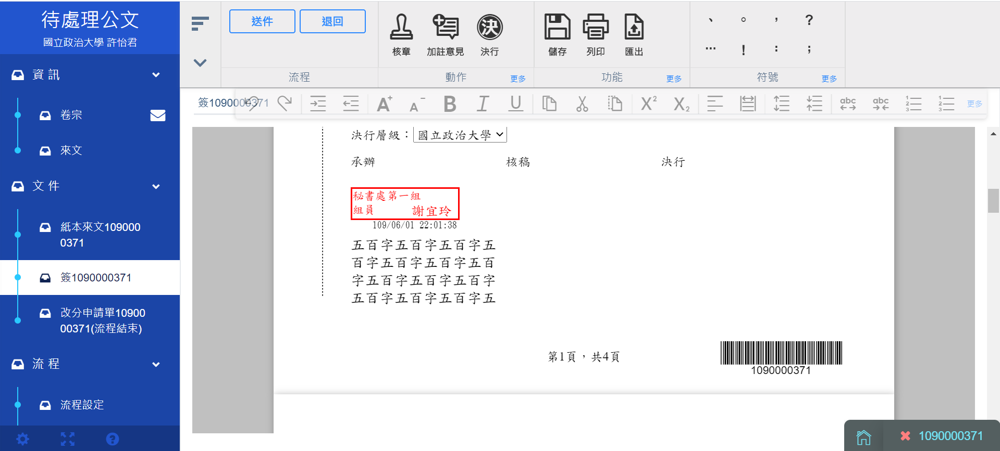 待處理公文
國立政治大學 許怡君
資訊
卷宗
來文
文件
紙本來文109000
0371
簽1090000371
改分申請單10900
00371(流程結束)
流程
流程設定
送件
退回
流程
核章
加註意見
決
決行
動作
更多
儲存
列印
匯出
功能
更多
、 。 ， ？
… ！ ： ；
符號
更多
簽1090000371
A+ A- B I U X² X₂ abc abc 更多
決行層級：國立政治大學
承辦 核稿 決行
秘書處第一組
組員 謝宜玲
109/06/01 22:01:38
五百字五百字五百字五
百字五百字五百字五百
字五百字五百字五百字
五百字五百字五百字五
第1頁，共4頁
1090000371
1090000371